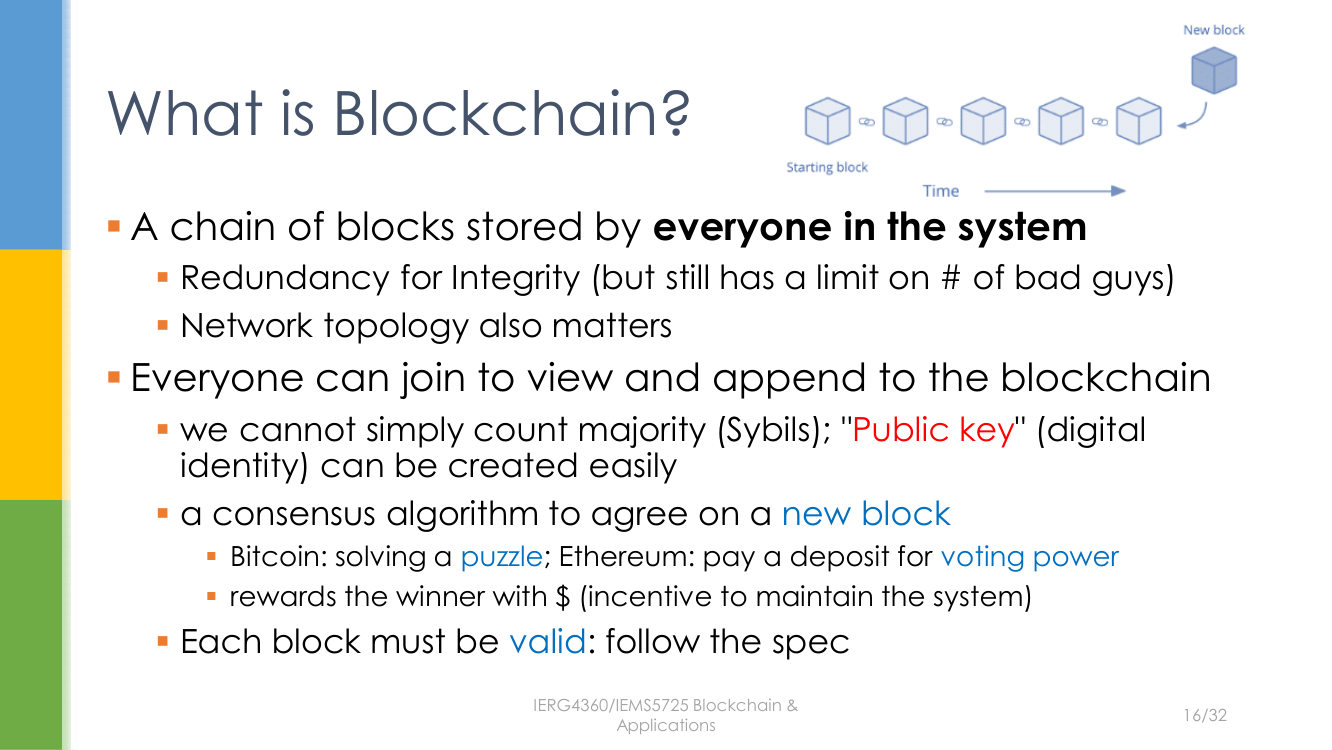 New block
What is Blockchain?
Starting block
Time
A chain of blocks stored by everyone in the system
Redundancy for Integrity (but still has a limit on # of bad guys)
Network topology also matters
Everyone can join to view and append to the blockchain
we cannot simply count majority (Sybils); "Public key" (digital
identity) can be created easily
a consensus algorithm to agree on a new block
Bitcoin: solving a puzzle; Ethereum: pay a deposit for voting power
rewards the winner with $ (incentive to maintain the system)
Each block must be valid: follow the spec
IERG4360/IEMS5725 Blockchain &
Applications
16/32